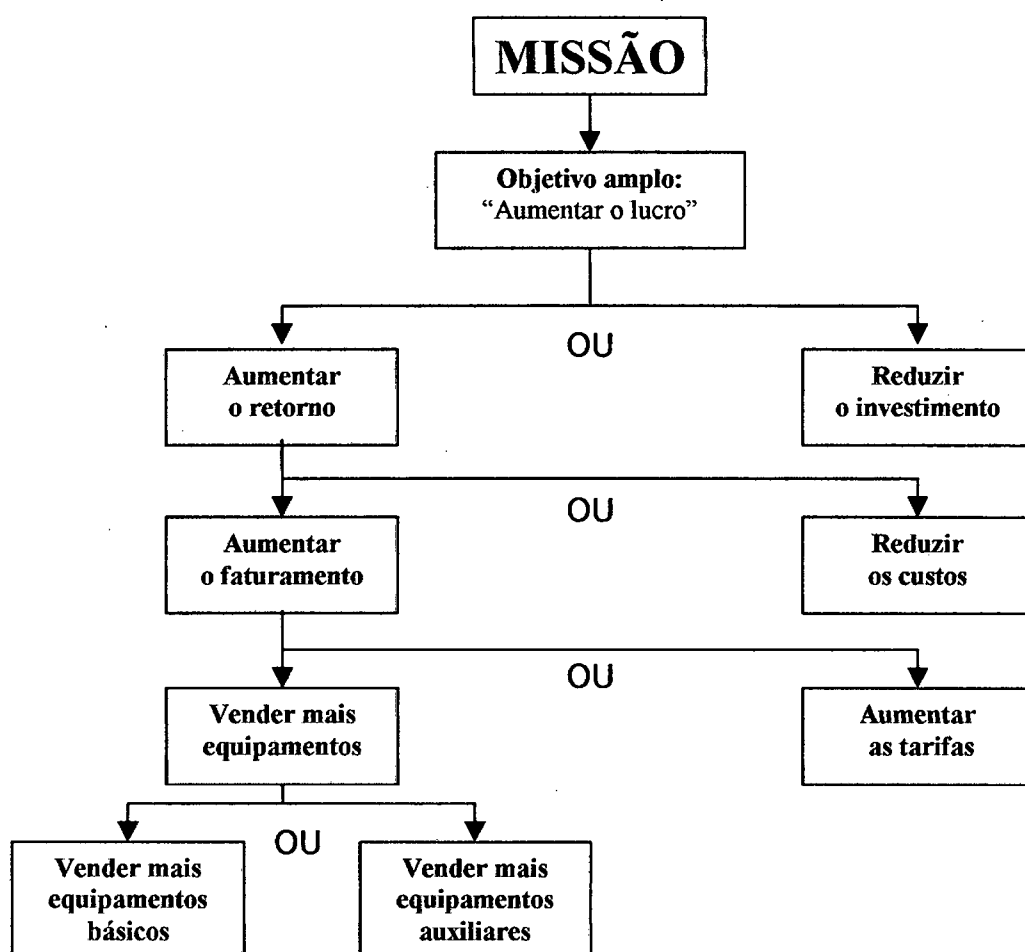 MISSÃO
Objetivo amplo:
“Aumentar o lucro”
OU
Aumentar
o retorno
Reduzir
o investimento
OU
Aumentar
o faturamento
Reduzir
os custos
OU
Vender mais
equipamentos
Aumentar
as tarifas
OU
Vender mais
equipamentos
básicos
Vender mais
equipamentos
auxiliares